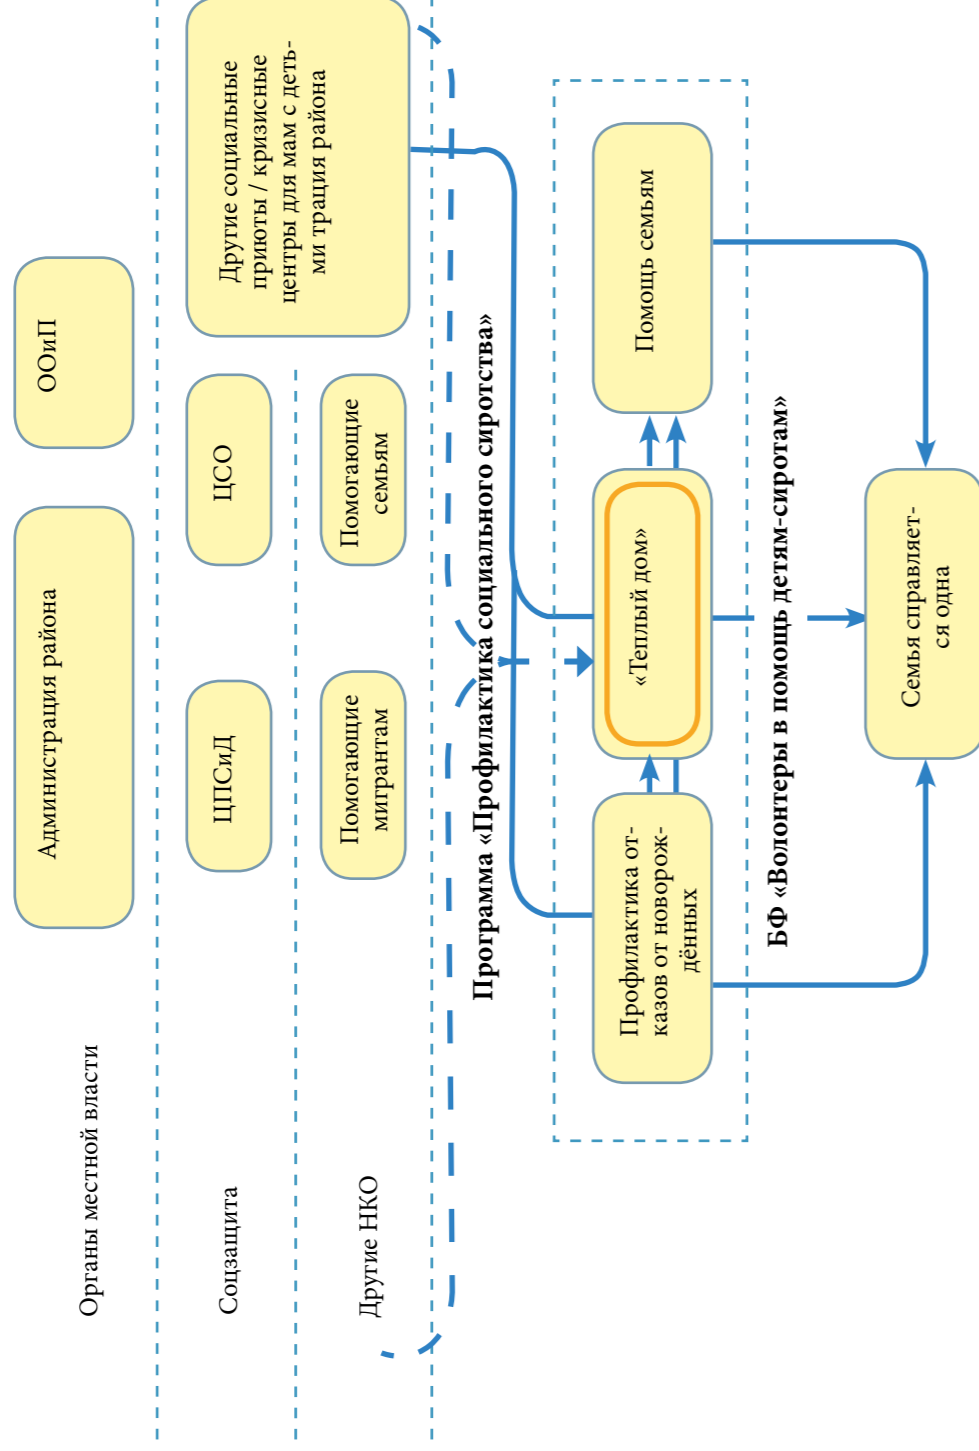 Органы местной власти
Администрация района
ООиП
Соцзащита
ЦПСиД
ЦСО
Другие социальные
приюты / кризисные
центры для мам с деть-
ми трация района
Другие НКО
Помогающие
мигрантам
Помогающие
семьям
Программа «Профилактика социального сиротства»
Профилактика от-
казов от новорож-
дённых
«Теплый дом»
Помощь семьям
БФ «Волонтеры в помощь детям-сиротам»
Семья справляет-
ся одна